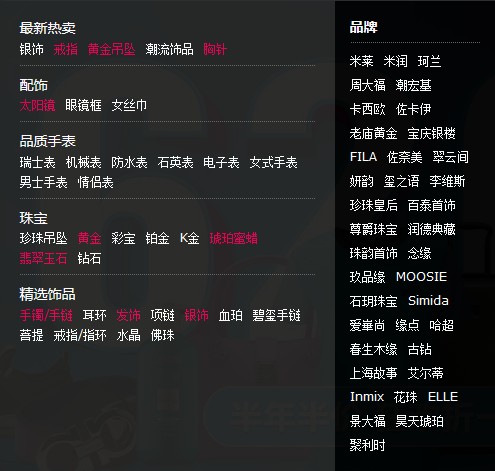 最新热卖
银饰 戒指 黄金吊坠 潮流饰品 胸针
配饰
太阳镜 眼镜框 女丝巾
品质手表
瑞士表 机械表 防水表 石英表 电子表 女式手表
男士手表 情侣表
珠宝
珍珠吊坠 黄金 彩宝 铂金 K金 琥珀蜜蜡
翡翠玉石 钻石
精选饰品
手镯/手链 耳环 发饰 项链 银饰 血珀 碧玺手链
菩提 戒指/指环 水晶 佛珠
品牌
米莱 米润 珂兰
周大福 潮宏基
卡西欧 佐卡伊
老庙黄金 宝庆银楼
FILA 佐奈美 翠云间
妍韵 玺之语 李维斯
珍珠皇后 百泰首饰
尊爵珠宝 润德典藏
珠韵首饰 念缘
玖品缘 MOOSIE
石玥珠宝 Simida
爱崋尚 缘点 哈超
春生木缘 古钻
上海故事 艾尔蒂
Inmix 花珠 ELLE
景大福 昊天琥珀
聚利时